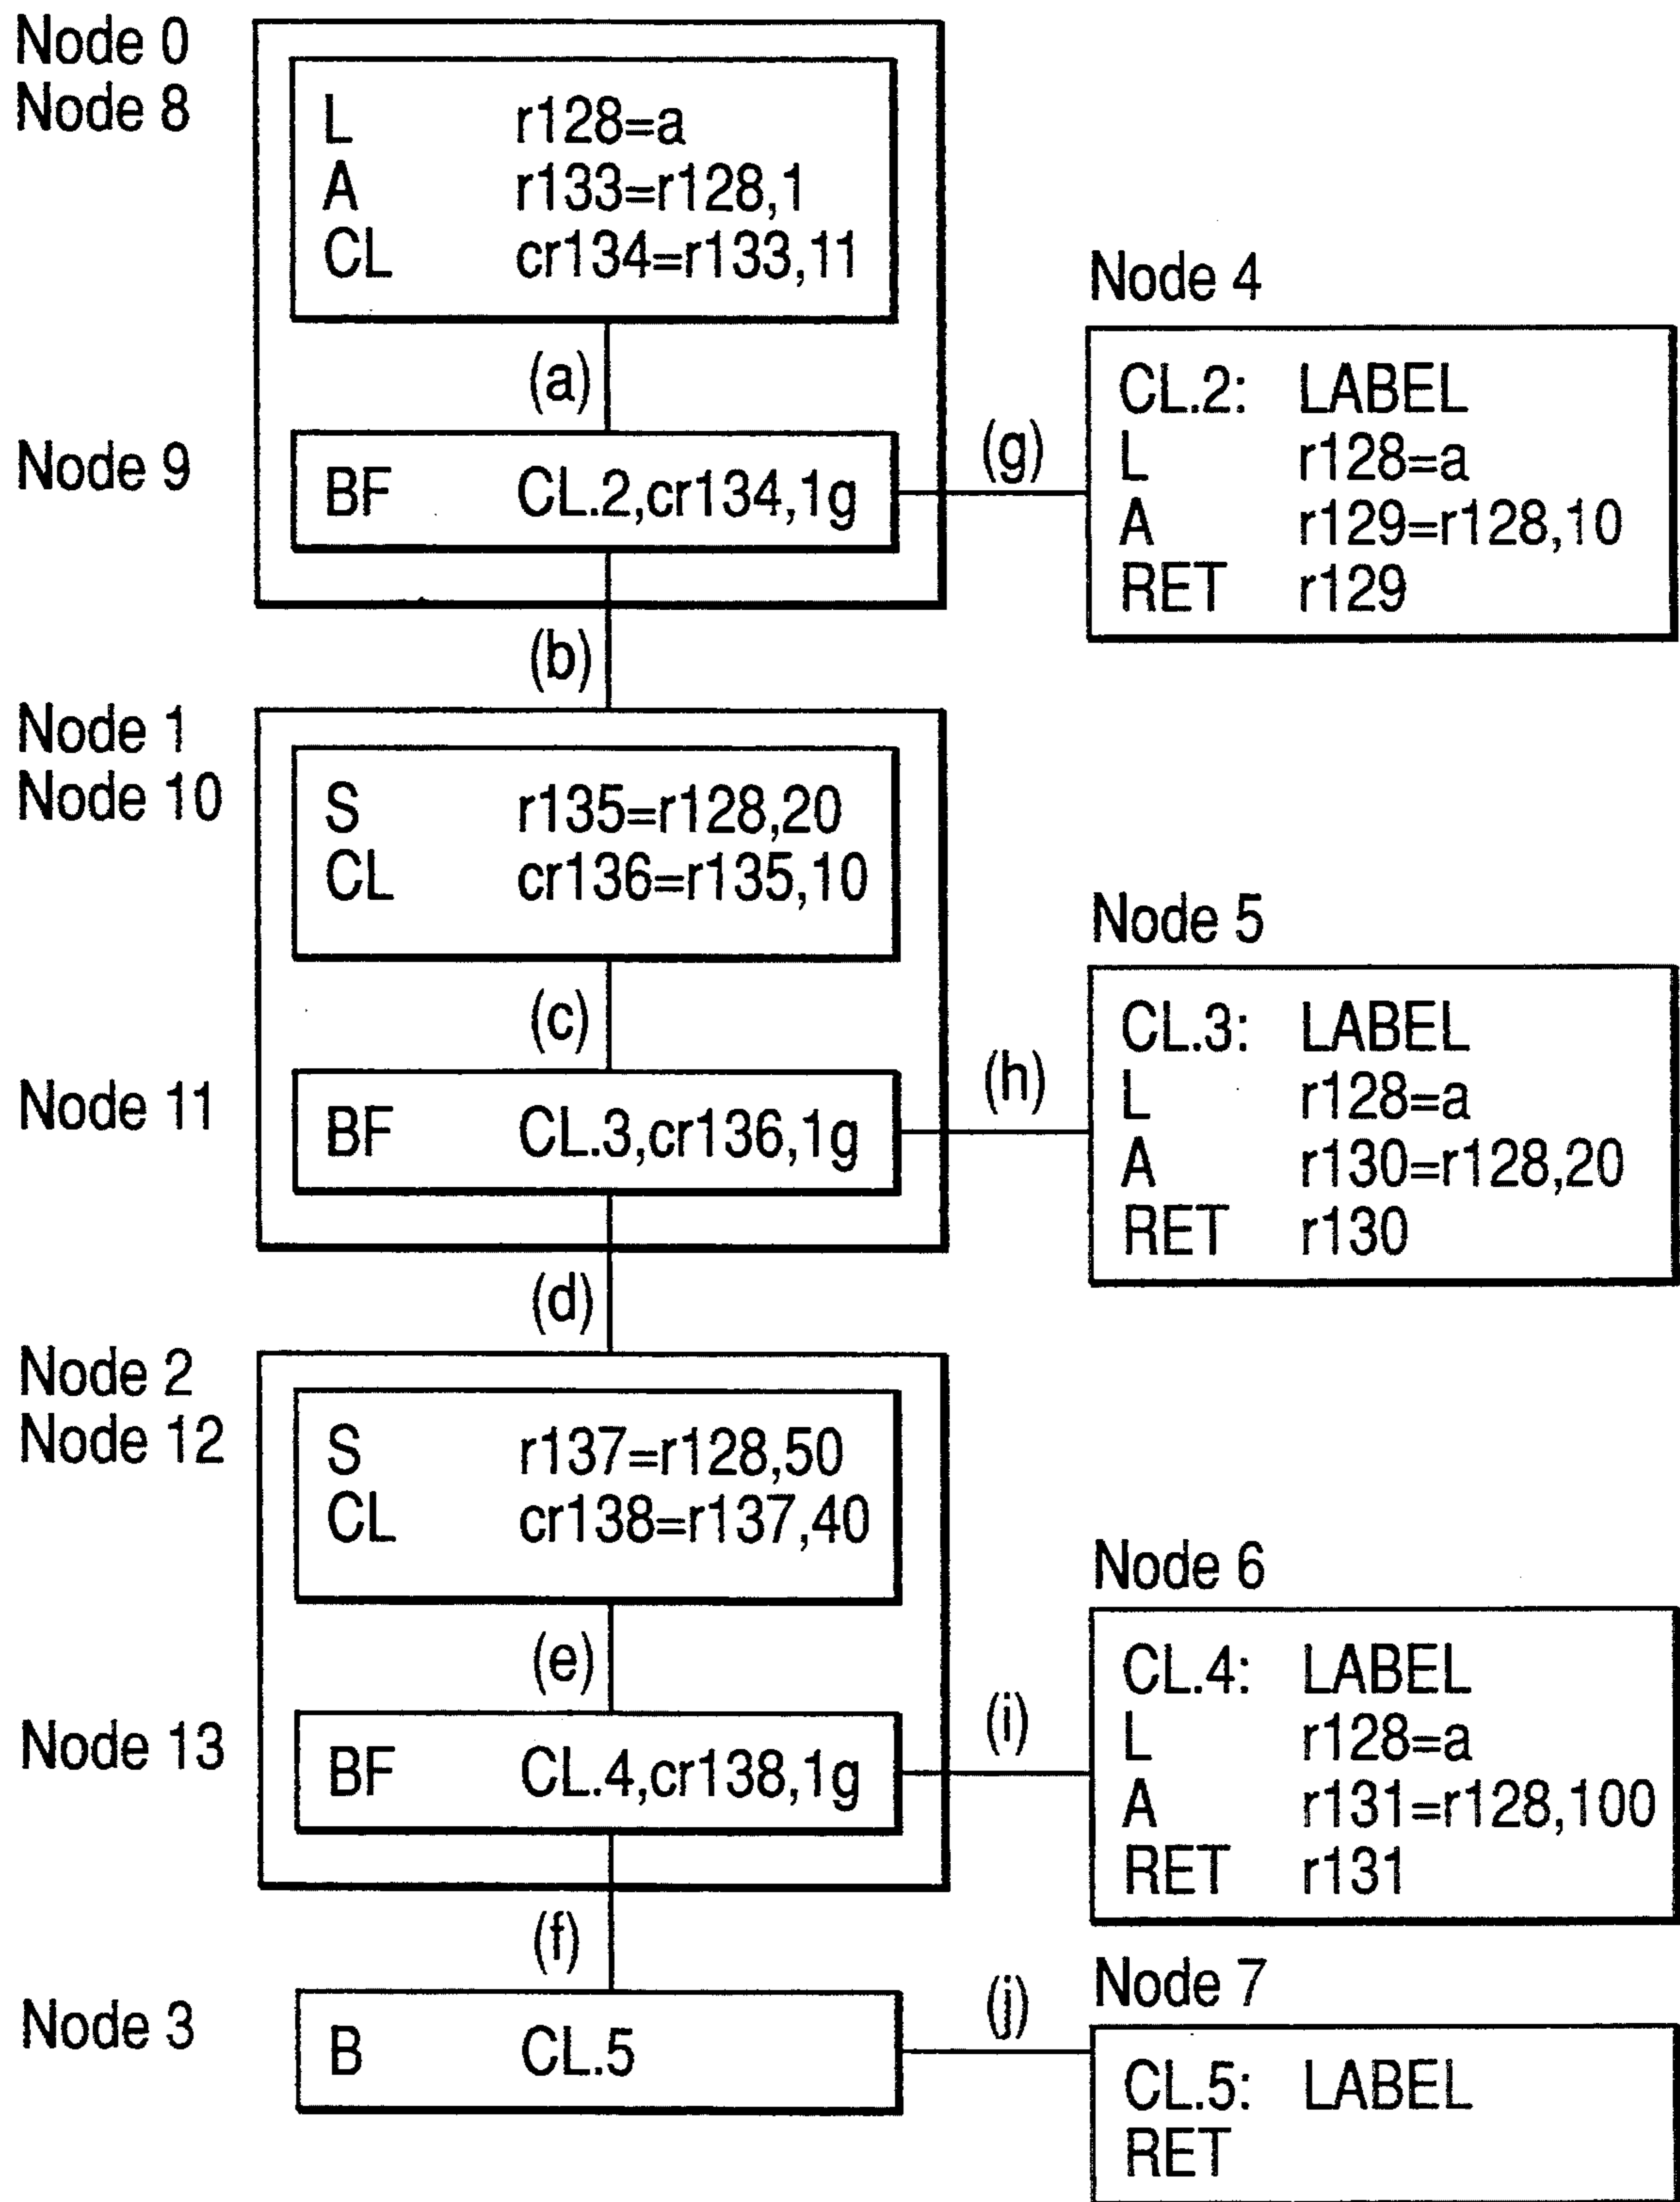 Node 0
Node 8
L r128=a
A r133=r128,1
CL cr134=r133,11
(a)
Node 9
BF CL.2,cr134,1g
(g)
Node 4
CL.2: LABEL
L r128=a
A r129=r128,10
RET r129
(b)
Node 1
Node 10
S r135=r128,20
CL cr136=r135,10
(c)
Node 11
BF CL.3,cr136,1g
(h)
Node 5
CL.3: LABEL
L r128=a
A r130=r128,20
RET r130
(d)
Node 2
Node 12
S r137=r128,50
CL cr138=r137,40
(e)
Node 13
BF CL.4,cr138,1g
(i)
Node 6
CL.4: LABEL
L r128=a
A r131=r128,100
RET r131
(f)
Node 3
B CL.5
(j)
Node 7
CL.5: LABEL
RET